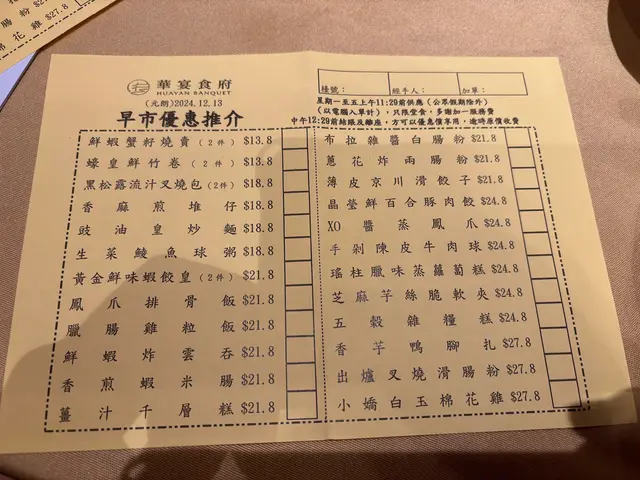 腸 粉 $27.8
棉 花 雞 $27.8
華宴食府
HUAYAN BANQUET
(元朗)2024.12.13
早市優惠推介
檯號：
經手人：
加單：
星期一至五上午11:29前供應（公眾假期除外）
(以電腦入單計)，只限堂食，多謝加一服務費
中午12:29前結賬及離座，方可以優惠價享用，逾時原價收費
鮮蝦蟹籽燒賣(2件) $13.8
蠔皇鮮竹卷(2件) $18.8
黑松露流汁叉燒包(2件) $18.8
香麻煎堆仔 $18.8
豉油皇炒麵 $18.8
生菜鯪魚球粥 $18.8
黃金鮮味蝦餃皇(2件) $21.8
鳳爪排骨飯 $21.8
臘腸雞粒飯 $21.8
鮮蝦炸雲吞 $21.8
香煎蝦米腸 $21.8
薑汁千層糕 $21.8
布拉雜醬白腸粉 $21.8
蔥花炸兩腸粉 $21.8
薄皮京川滑餃子 $21.8
晶瑩鮮百合豚肉餃 $24.8
XO醬蒸鳳爪 $24.8
手剁陳皮牛肉球 $24.8
瑤柱臘味蒸蘿蔔糕 $24.8
芝麻芋絲脆軟夾 $24.8
五穀雜糧糕 $24.8
香芋鴨腳扎 $27.8
出爐叉燒滑腸粉 $27.8
小嬌白玉棉花雞 $27.8